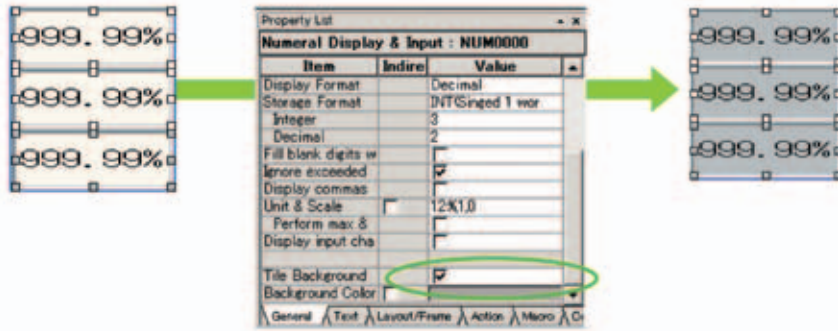 999. 99%
999. 99%
999. 99%
Property List
Numeral Display & Input : NUM0000
Item Indire Value
Display Format Decimal
Storage Format INT(Singed 1 wor
Integer 3
Decimal 2
Fill blank digits w
Ignore exceeded
Display commas
Unit & Scale 12:%1,0
Perform max &
Display input cha
Tile Background
Background Color
General Text Layout/Frame Action Macro
999. 99%
999. 99%
999. 99%